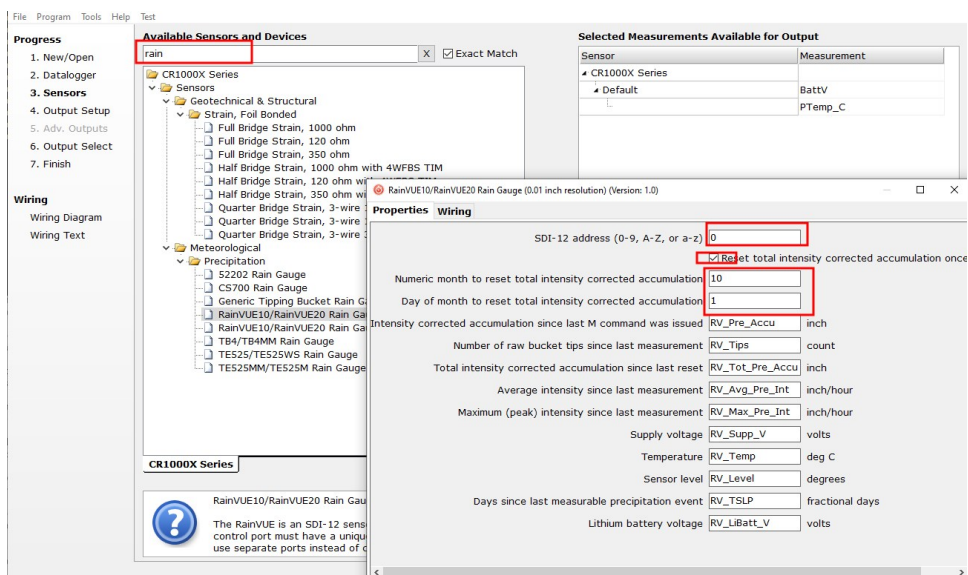 File Program Tools Help Test
Progress
1. New/Open
2. Datalogger
3. Sensors
4. Output Setup
5. Adv. Outputs
6. Output Select
7. Finish
Wiring
Wiring Diagram
Wiring Text
Available Sensors and Devices
rain X Exact Match
CR1000X Series
Sensors
Geotechnical & Structural
Strain, Foil Bonded
Full Bridge Strain, 1000 ohm
Full Bridge Strain, 120 ohm
Full Bridge Strain, 350 ohm
Half Bridge Strain, 1000 ohm with 4WFBS TIM
Half Bridge Strain, 120 ohm
Half Bridge Strain, 350 ohm
Quarter Bridge Strain, 3-wire
Quarter Bridge Strain, 3-wire
Quarter Bridge Strain, 3-wire
Meteorological
Precipitation
52202 Rain Gauge
CS700 Rain Gauge
Generic Tipping Bucket Rain
RainVUE10/RainVUE20 Rain
RainVUE10/RainVUE20 Rain
TB4/TB4MM Rain Gauge
TE525/TE525WS Rain Gauge
TE525MM/TE525M Rain Gauge
CR1000X Series
RainVUE10/RainVUE20 Rain
The RainVUE is an SDI-12
control port must have a
use separate ports instead of
Selected Measurements Available for Output
Sensor Measurement
CR1000X Series
Default BattV
PTemp_C
RainVUE10/RainVUE20 Rain Gauge (0.01 inch resolution) (Version: 1.0)
Properties Wiring
SDI-12 address (0-9, A-Z, or a-z) 0
Reset total intensity corrected accumulation once
Numeric month to reset total intensity corrected accumulation 10
Day of month to reset total intensity corrected accumulation 1
Intensity corrected accumulation since last M command was issued RV_Pre_Accu inch
Number of raw bucket tips since last measurement RV_Tips count
Total intensity corrected accumulation since last reset RV_Tot_Pre_Accu inch
Average intensity since last measurement RV_Avg_Pre_Int inch/hour
Maximum (peak) intensity since last measurement RV_Max_Pre_Int inch/hour
Supply voltage RV_Supp_V volts
Temperature RV_Temp deg C
Sensor level RV_Level degrees
Days since last measurable precipitation event RV_TSLP fractional days
Lithium battery voltage RV_LiBatt_V volts